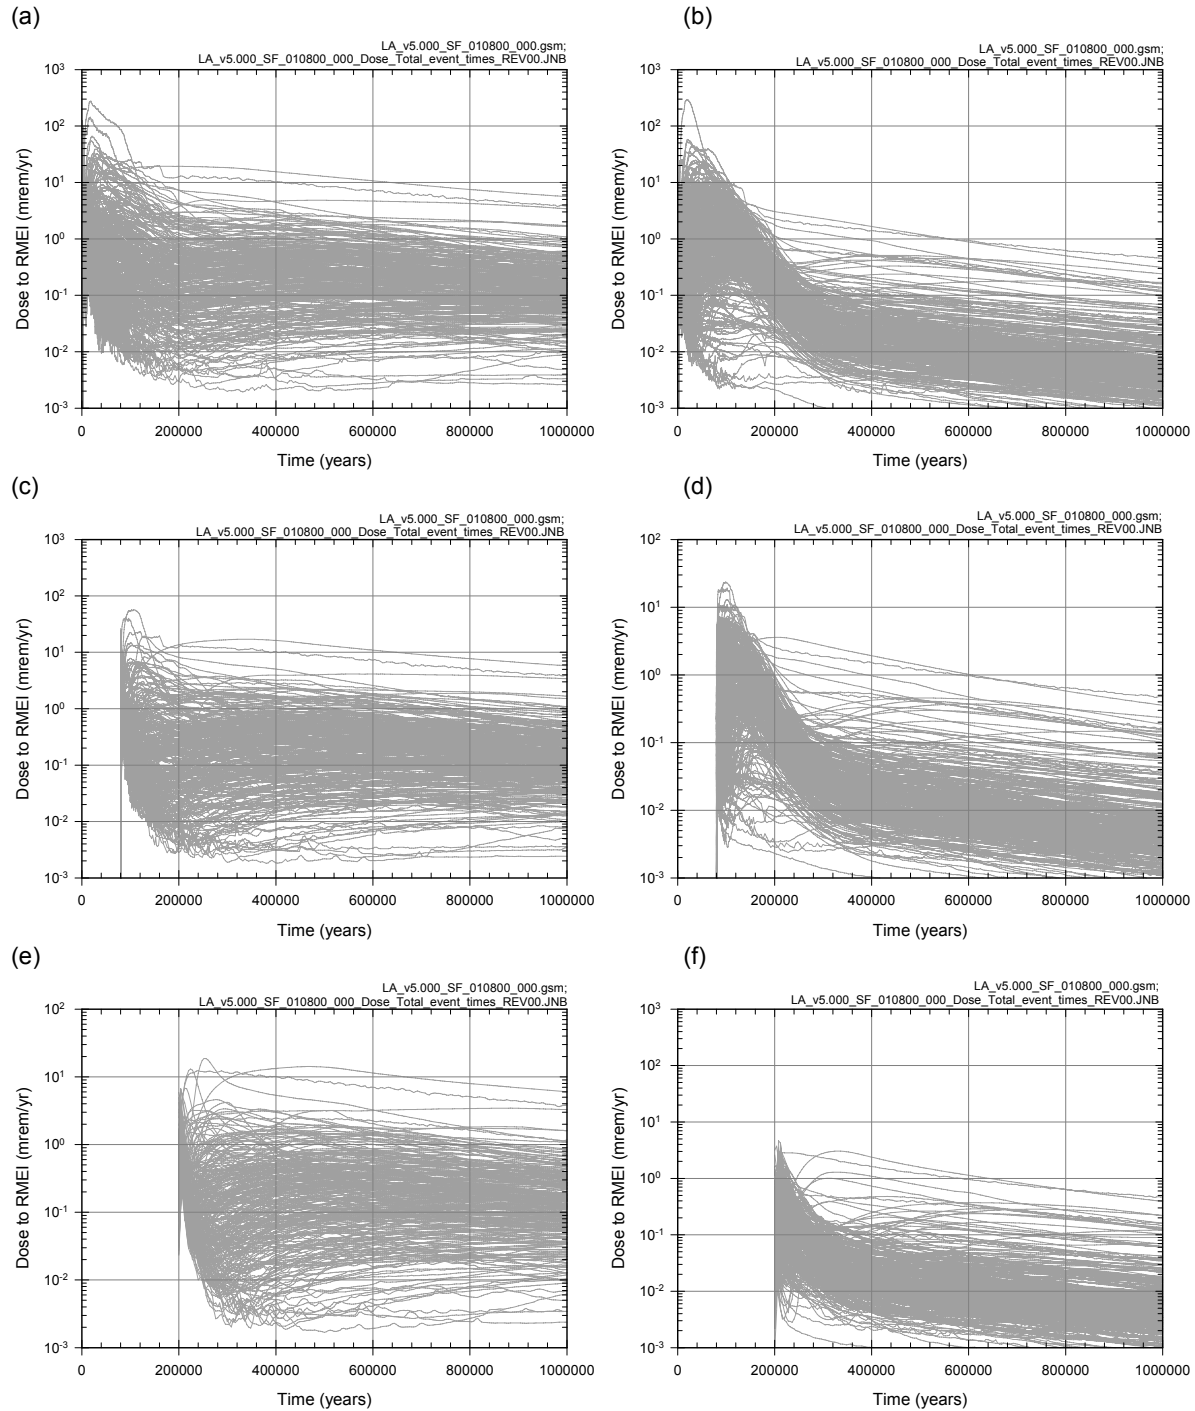 (a)
LA_v5.000_SF_010800_000.gsm;
LA_v5.000_SF_010800_000_Dose_Total_event_times_REV00.JNB
10³
10²
10¹
10⁰
10⁻¹
10⁻²
10⁻³
Dose to RMEI (mrem/yr)
0 200000 400000 600000 800000 1000000
Time (years)
(b)
LA_v5.000_SF_010800_000.gsm;
LA_v5.000_SF_010800_000_Dose_Total_event_times_REV00.JNB
10³
10²
10¹
10⁰
10⁻¹
10⁻²
10⁻³
Dose to RMEI (mrem/yr)
0 200000 400000 600000 800000 1000000
Time (years)
(c)
LA_v5.000_SF_010800_000.gsm;
LA_v5.000_SF_010800_000_Dose_Total_event_times_REV00.JNB
10³
10²
10¹
10⁰
10⁻¹
10⁻²
10⁻³
Dose to RMEI (mrem/yr)
0 200000 400000 600000 800000 1000000
Time (years)
(d)
LA_v5.000_SF_010800_000.gsm;
LA_v5.000_SF_010800_000_Dose_Total_event_times_REV00.JNB
10²
10¹
10⁰
10⁻¹
10⁻²
10⁻³
Dose to RMEI (mrem/yr)
0 200000 400000 600000 800000 1000000
Time (years)
(e)
LA_v5.000_SF_010800_000.gsm;
LA_v5.000_SF_010800_000_Dose_Total_event_times_REV00.JNB
10²
10¹
10⁰
10⁻¹
10⁻²
10⁻³
Dose to RMEI (mrem/yr)
0 200000 400000 600000 800000 1000000
Time (years)
(f)
LA_v5.000_SF_010800_000.gsm;
LA_v5.000_SF_010800_000_Dose_Total_event_times_REV00.JNB
10³
10²
10¹
10⁰
10⁻¹
10⁻²
10⁻³
Dose to RMEI (mrem/yr)
0 200000 400000 600000 800000 1000000
Time (years)